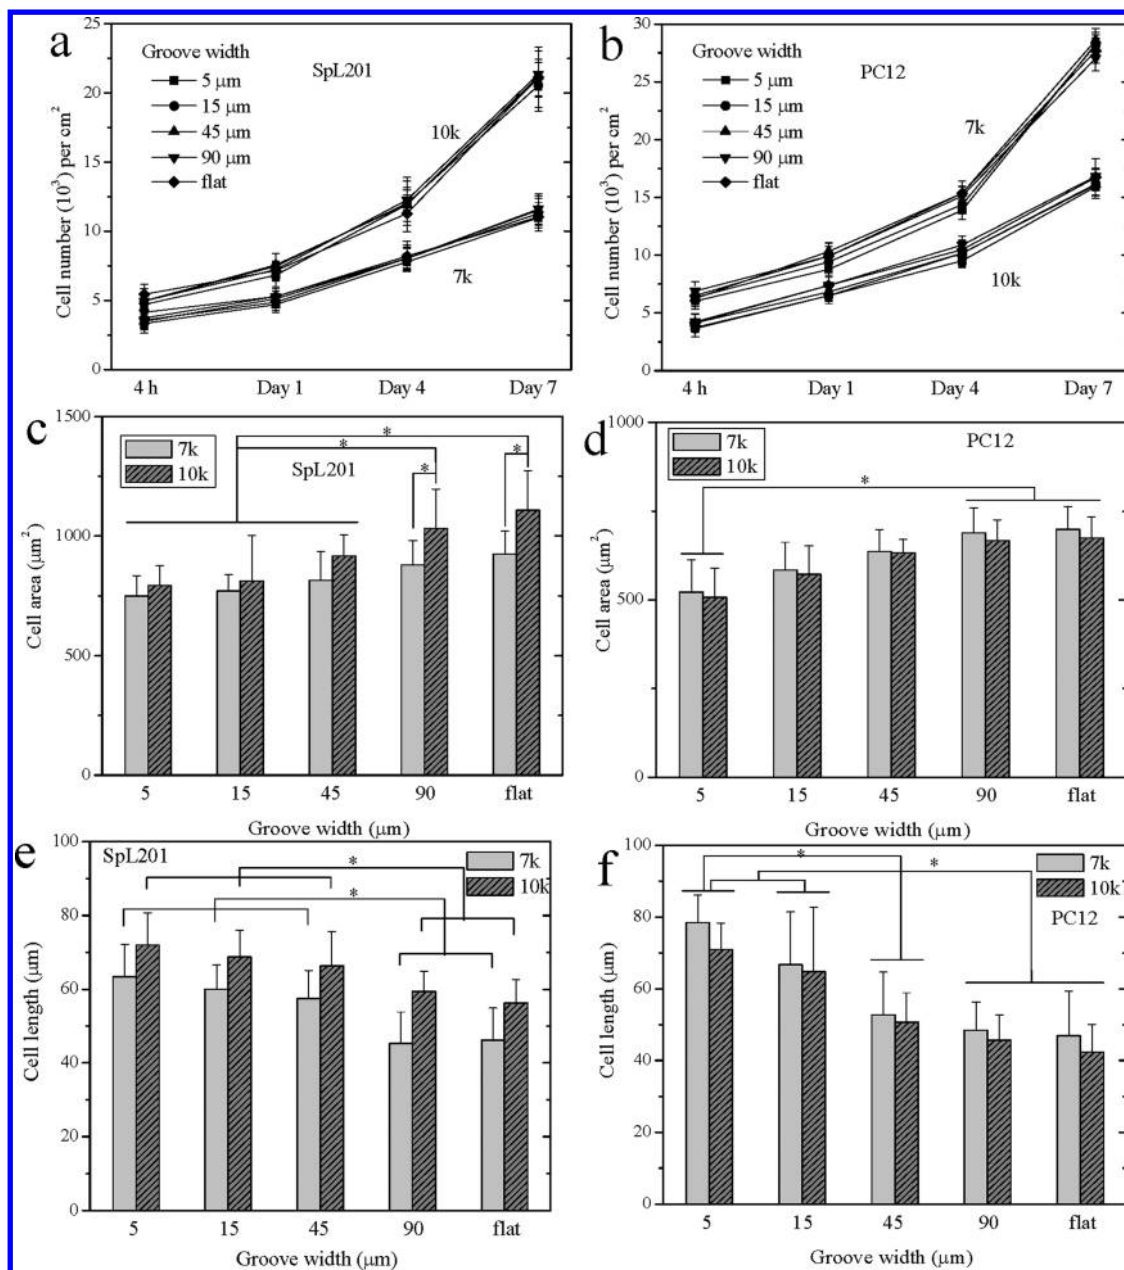 a
SpL201
Groove width
5 μm
15 μm
45 μm
90 μm
flat
10k
7k
25
20
15
10
5
0
Cell number (10³) per cm²
4 h Day 1 Day 4 Day 7
b
PC12
Groove width
5 μm
15 μm
45 μm
90 μm
flat
7k
10k
30
25
20
15
10
5
0
Cell number (10³) per cm²
4 h Day 1 Day 4 Day 7
c
7k
10k
SpL201
*
*
*
*
1500
1000
500
0
Cell area (μm²)
5 15 45 90 flat
Groove width (μm)
d
7k
10k
PC12
*
1000
500
0
Cell area (μm²)
5 15 45 90 flat
Groove width (μm)
e
SpL201
7k
10k
*
*
100
80
60
40
20
0
Cell length (μm)
5 15 45 90 flat
Groove width (μm)
f
7k
10k
PC12
*
*
100
80
60
40
20
0
Cell length (μm)
5 15 45 90 flat
Groove width (μm)